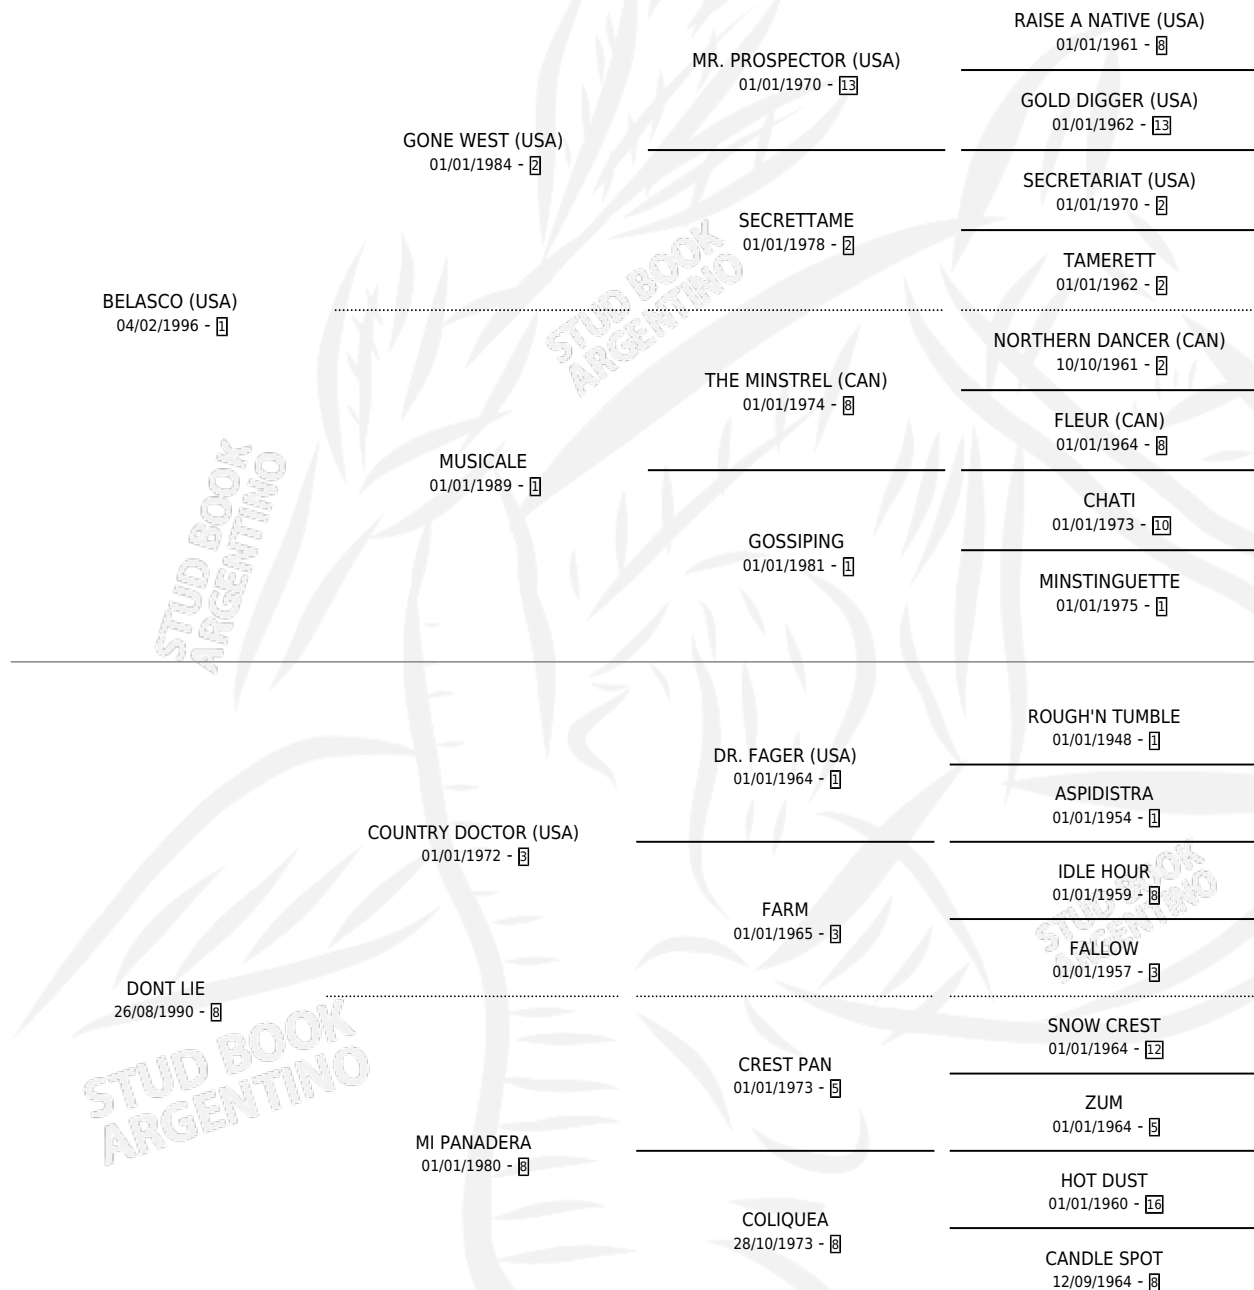 RAISE A NATIVE (USA)
01/01/1961 - 8
MR. PROSPECTOR (USA)
01/01/1970 - 13
GOLD DIGGER (USA)
01/01/1962 - 13
GONE WEST (USA)
01/01/1984 - 2
SECRETARIAT (USA)
01/01/1970 - 2
SECRETTAME
01/01/1978 - 2
TAMERETT
01/01/1962 - 2
BELASCO (USA)
04/02/1996 - 1
NORTHERN DANCER (CAN)
10/10/1961 - 2
THE MINSTREL (CAN)
01/01/1974 - 8
FLEUR (CAN)
01/01/1964 - 8
MUSICALE
01/01/1989 - 1
CHATI
01/01/1973 - 10
GOSSIPING
01/01/1981 - 1
MINSTINGUETTE
01/01/1975 - 1
ROUGH'N TUMBLE
01/01/1948 - 1
DR. FAGER (USA)
01/01/1964 - 1
ASPIDISTRA
01/01/1954 - 1
COUNTRY DOCTOR (USA)
01/01/1972 - 3
IDLE HOUR
01/01/1959 - 8
FARM
01/01/1965 - 3
FALLOW
01/01/1957 - 3
DONT LIE
26/08/1990 - 8
SNOW CREST
01/01/1964 - 12
CREST PAN
01/01/1973 - 5
ZUM
01/01/1964 - 5
MI PANADERA
01/01/1980 - 8
HOT DUST
01/01/1960 - 16
COLIQUEA
28/10/1973 - 8
CANDLE SPOT
12/09/1964 - 8
STUD BOOK
ARGENTINO
STUD BOOK
ARGENTINO
STUD BOOK
ARGENTINO
STUD BOOK
ARGENTINO